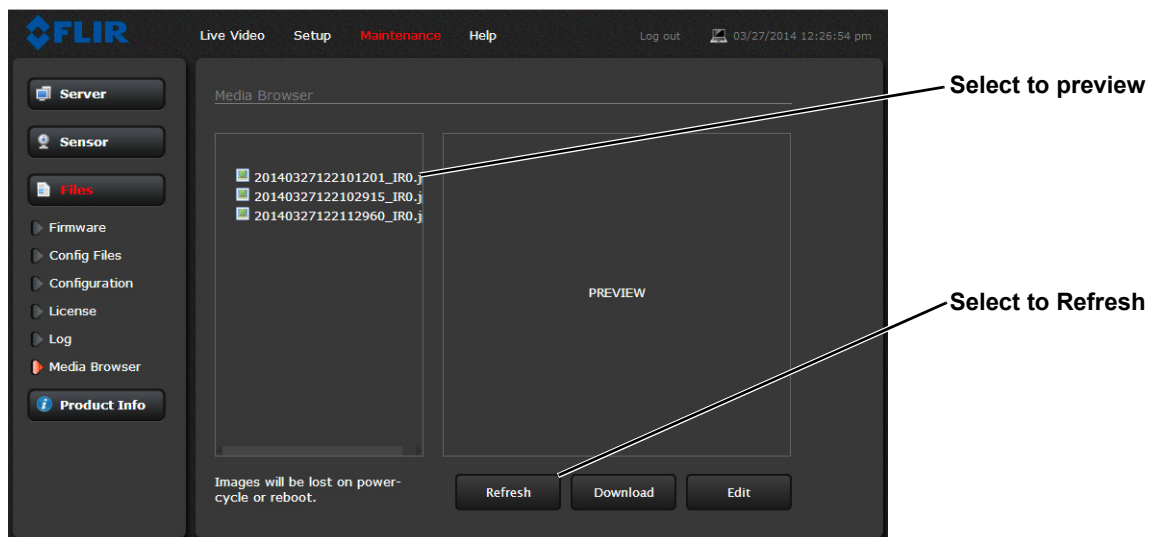 FLIR
Live Video Setup Maintenance Help Log out 03/27/2014 12:26:54 pm
Server
Sensor
Files
Firmware
Config Files
Configuration
License
Log
Media Browser
Product Info
Media Browser
20140327122101201_IR0.j
20140327122102915_IR0.j
20140327122112960_IR0.j
PREVIEW
Images will be lost on power-
cycle or reboot.
Refresh Download Edit
Select to preview
Select to Refresh